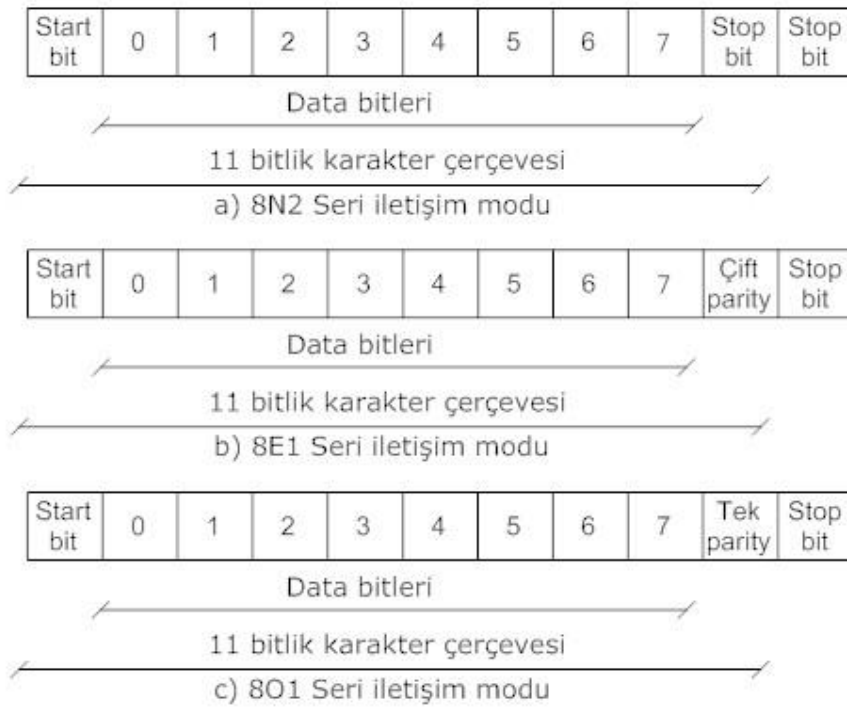 Start bit 0 1 2 3 4 5 6 7 Stop bit Stop bit
Data bitleri
11 bitlik karakter çerçevesi
a) 8N2 Seri iletişim modu
Start bit 0 1 2 3 4 5 6 7 Çift parity Stop bit
Data bitleri
11 bitlik karakter çerçevesi
b) 8E1 Seri iletişim modu
Start bit 0 1 2 3 4 5 6 7 Tek parity Stop bit
Data bitleri
11 bitlik karakter çerçevesi
c) 8O1 Seri iletişim modu